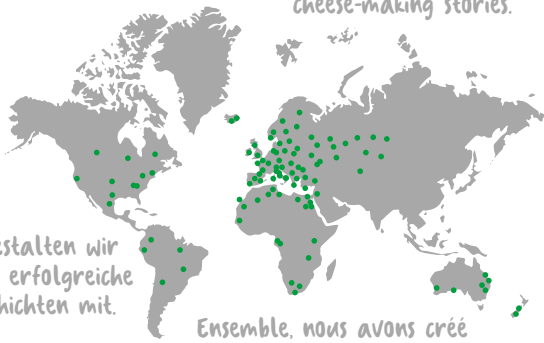 cheese-making stories.
estalten wir
erfolgreiche
hichten mit.
Ensemble, nous avons créé